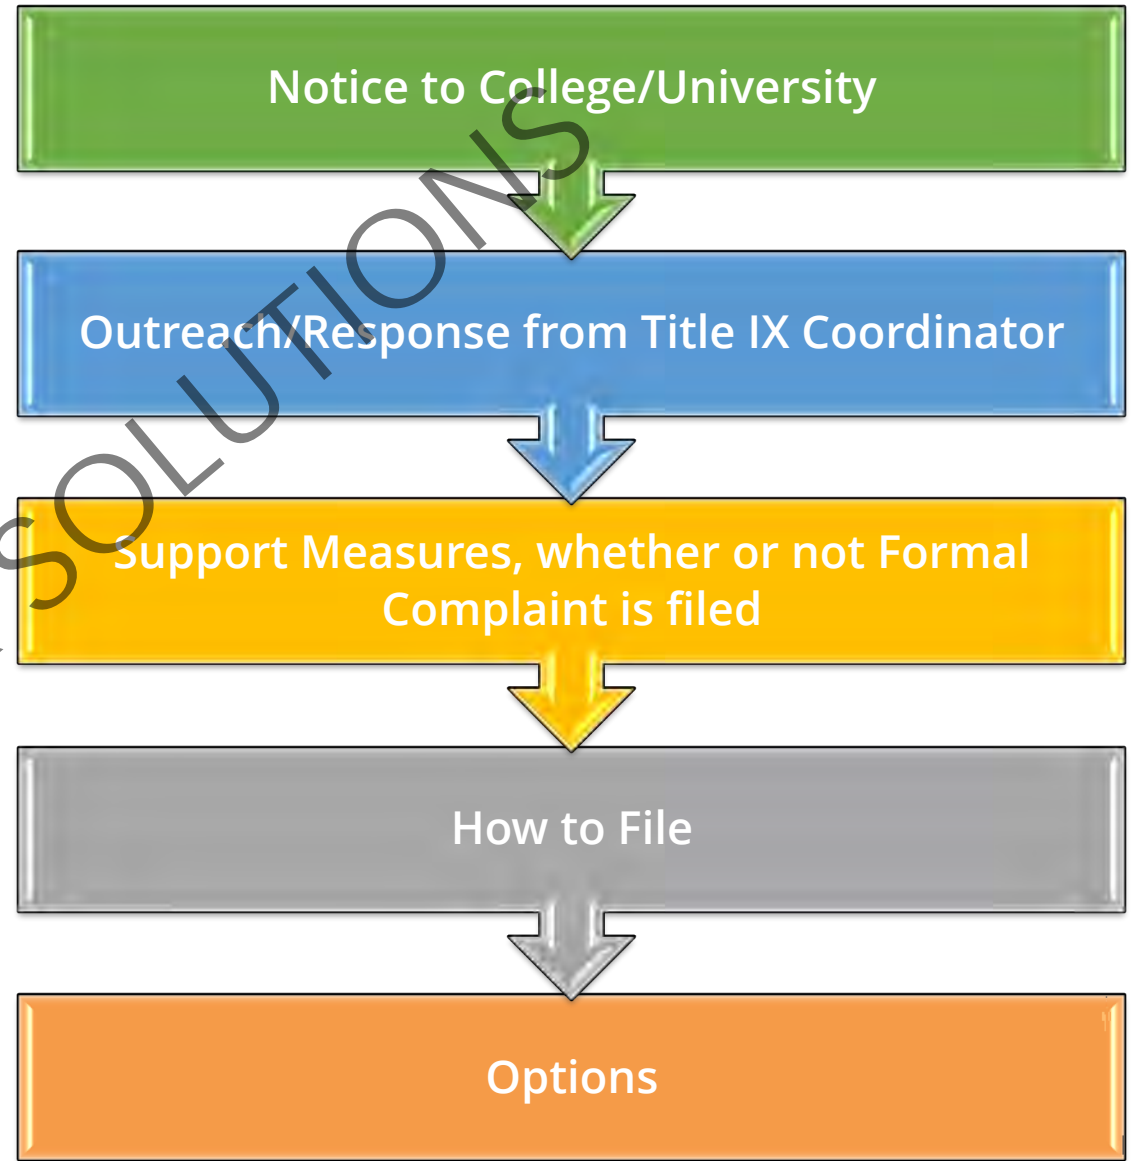 Notice to College/University
Outreach/Response from Title IX Coordinator
Support Measures, whether or not Formal
Complaint is filed
How to File
Options
SOLUTIONS